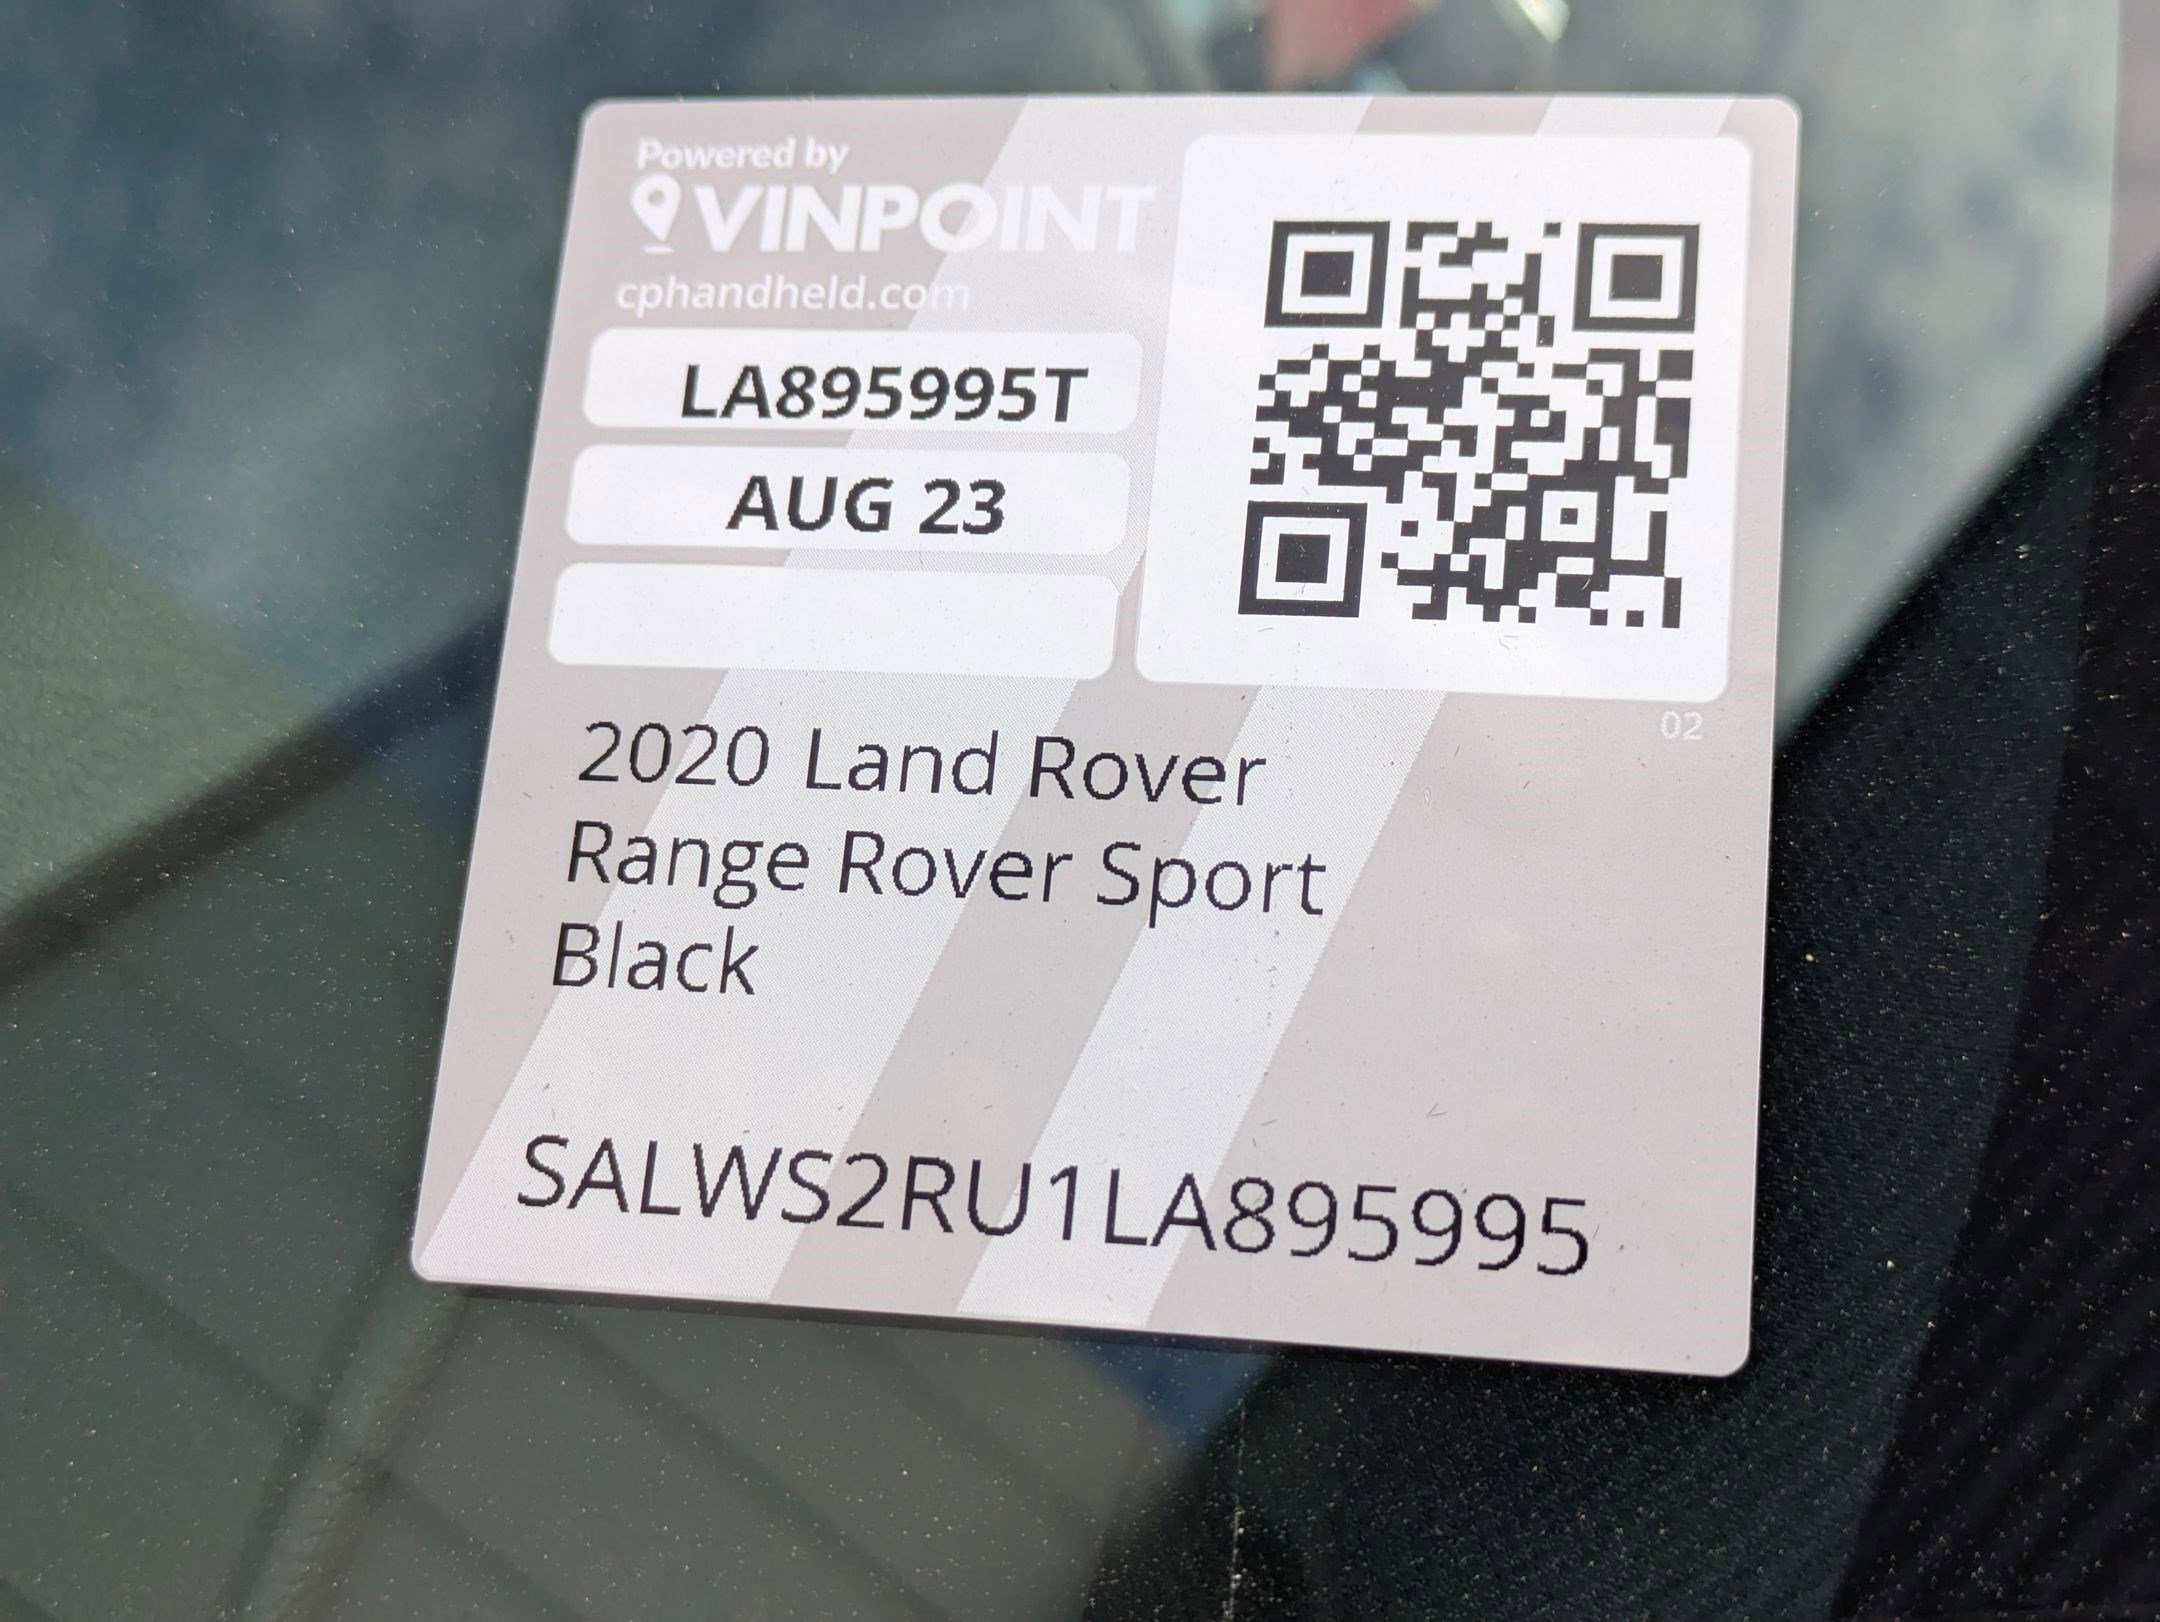 Powered by
VINPOINT
cphandheld.com
LA895995T
AUG 23
02
2020 Land Rover
Range Rover Sport
Black
SALWS2RU1LA895995